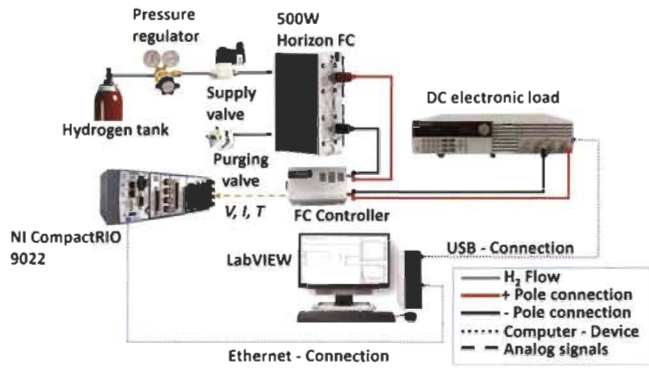 Pressure
regulator
500W
Horizon FC
Supply
valve
DC electronic load
Hydrogen tank
Purging
valve
V, I, T
FC Controller
NI CompactRIO
9022
LabVIEW
USB - Connection
H₂ Flow
+ Pole connection
- Pole connection
Computer - Device
Analog signals
Ethernet - Connection